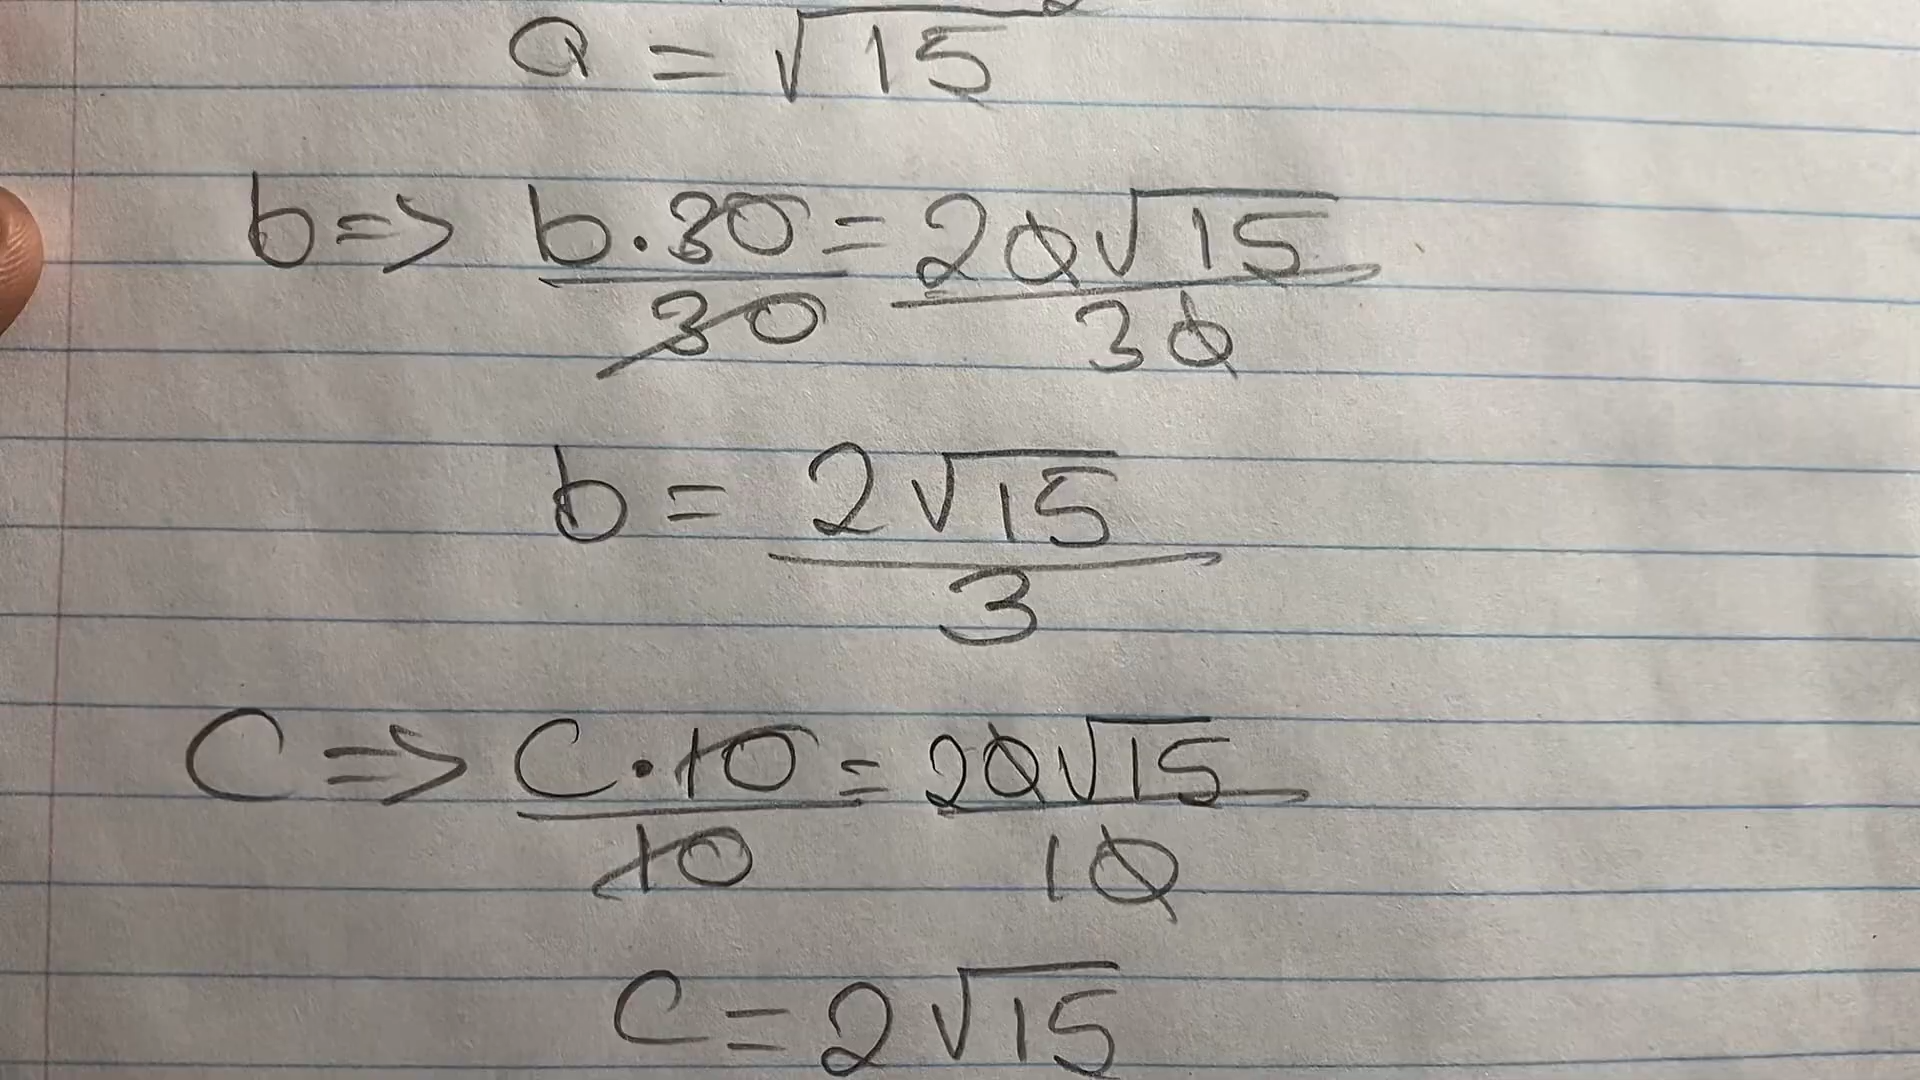 a = √15
b => b·30 = 20√15
30 30
b = 2√15
3
c => c·10 = 20√15
10 10
c = 2√15